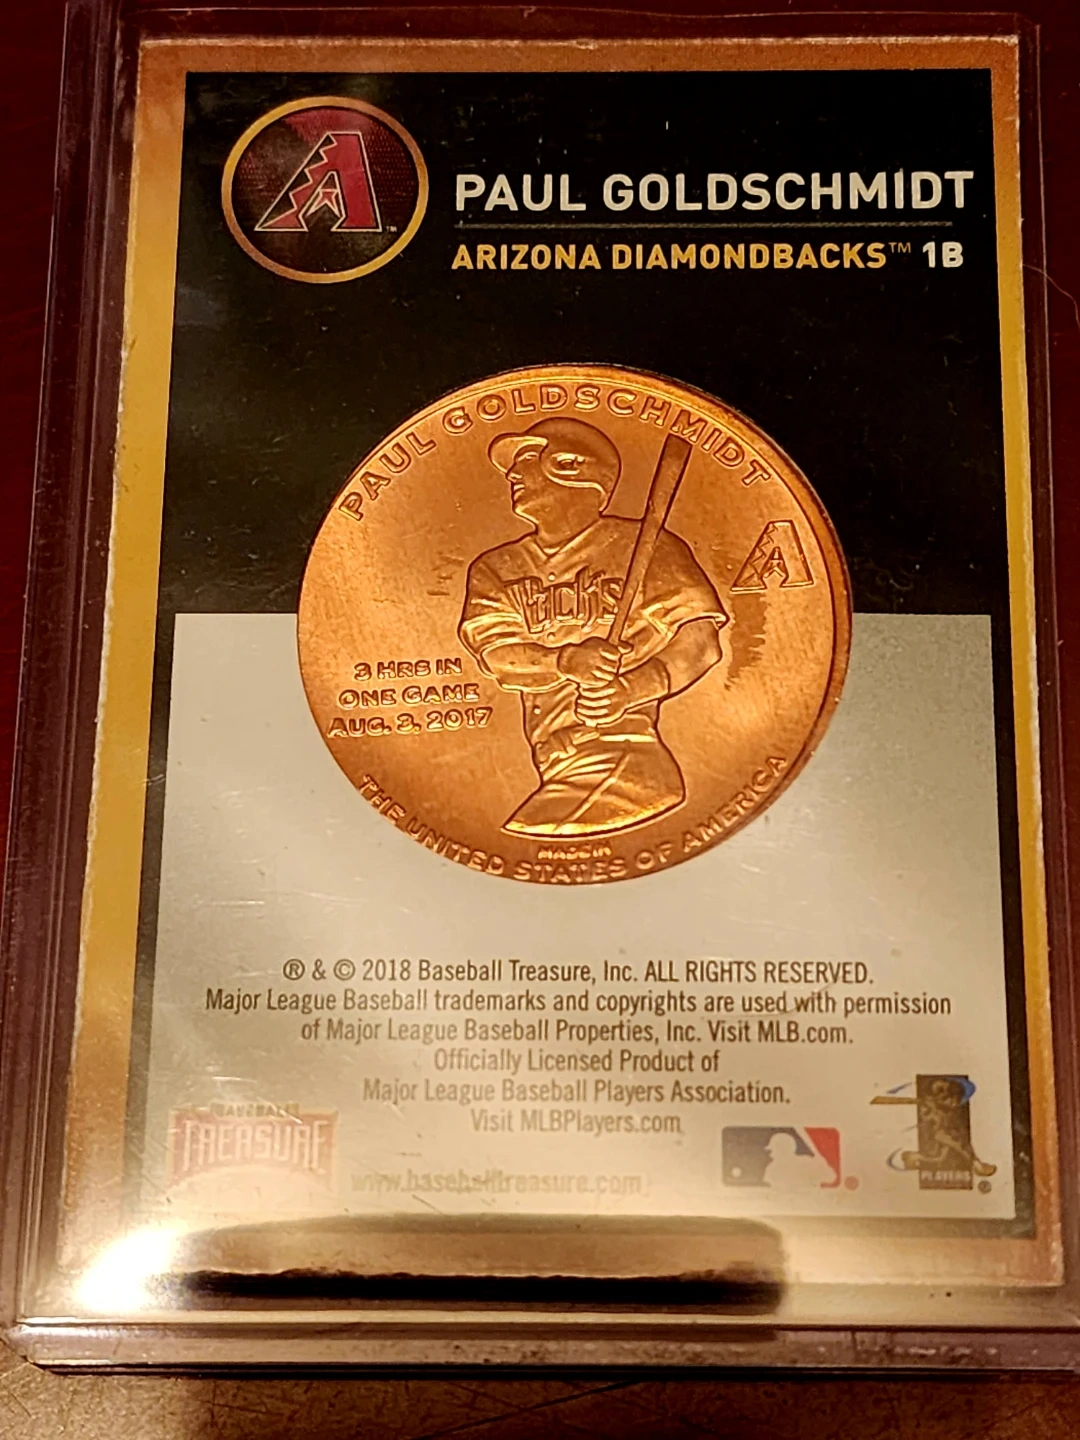 PAUL GOLDSCHMIDT
ARIZONA DIAMONDBACKS™ 1B
PAUL GOLDSCHMIDT
A
D'BACKS
3 HRS IN
ONE GAME
AUG. 3, 2017
MADE IN
THE UNITED STATES OF AMERICA
® & © 2018 Baseball Treasure, Inc. ALL RIGHTS RESERVED.
Major League Baseball trademarks and copyrights are used with permission
of Major League Baseball Properties, Inc. Visit MLB.com.
Officially Licensed Product of
Major League Baseball Players Association.
Visit MLBPlayers.com
BASEBALL
TREASURE
www.baseballtreasure.com
PLAYERS
®